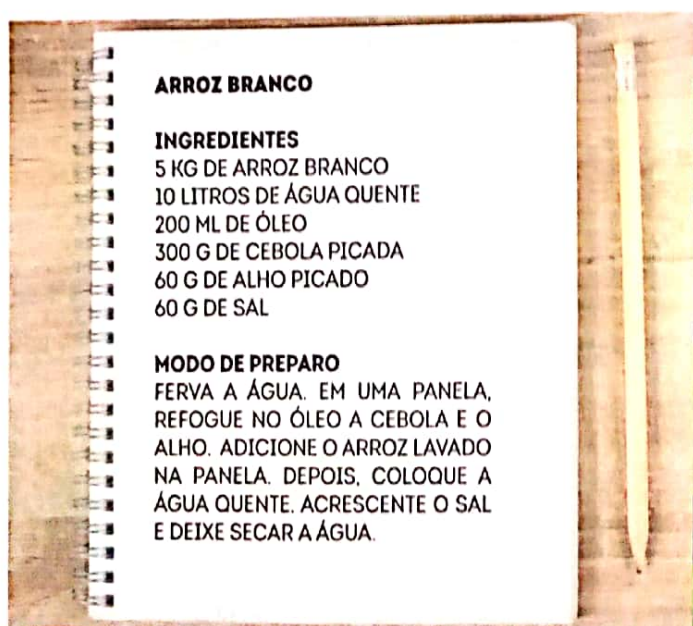 ARROZ BRANCO
INGREDIENTES
5 KG DE ARROZ BRANCO
10 LITROS DE ÁGUA QUENTE
200 ML DE ÓLEO
300 G DE CEBOLA PICADA
60 G DE ALHO PICADO
60 G DE SAL
MODO DE PREPARO
FERVA A ÁGUA. EM UMA PANELA,
REFOGUE NO ÓLEO A CEBOLA E O
ALHO. ADICIONE O ARROZ LAVADO
NA PANELA. DEPOIS, COLOQUE A
ÁGUA QUENTE. ACRESCENTE O SAL
E DEIXE SECAR A ÁGUA.